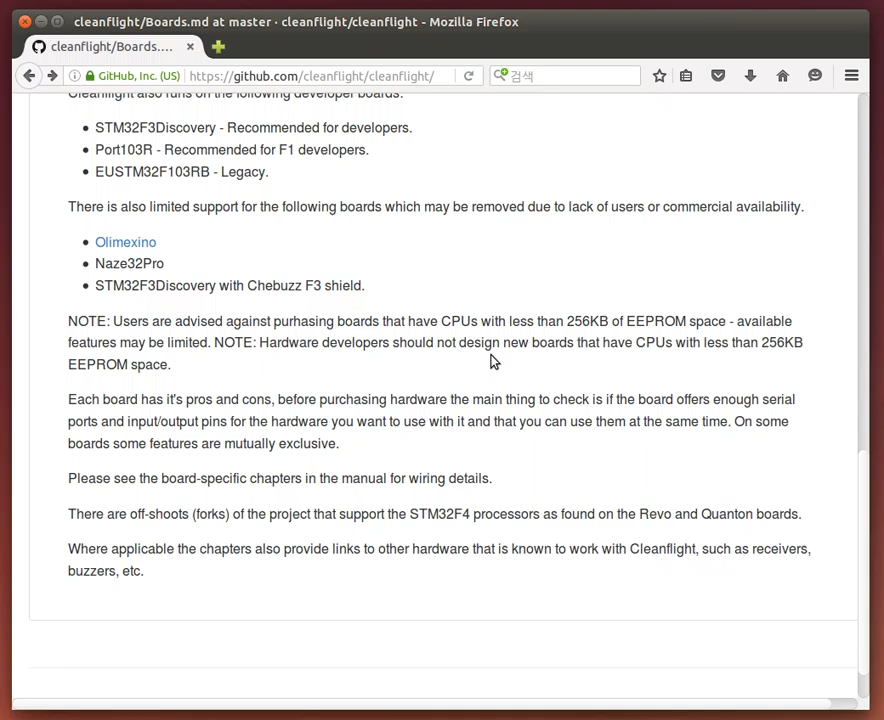 cleanflight/Boards.md at master · cleanflight/cleanflight - Mozilla Firefox
cleanflight/Boards....
GitHub, Inc. (US)
https://github.com/cleanflight/cleanflight/
검색
Cleanflight also runs on the following developer boards:
STM32F3Discovery - Recommended for developers.
Port103R - Recommended for F1 developers.
EUSTM32F103RB - Legacy.
There is also limited support for the following boards which may be removed due to lack of users or commercial availability.
Olimexino
Naze32Pro
STM32F3Discovery with Chebuzz F3 shield.
NOTE: Users are advised against purhasing boards that have CPUs with less than 256KB of EEPROM space - available
features may be limited. NOTE: Hardware developers should not design new boards that have CPUs with less than 256KB
EEPROM space.
Each board has it's pros and cons, before purchasing hardware the main thing to check is if the board offers enough serial
ports and input/output pins for the hardware you want to use with it and that you can use them at the same time. On some
boards some features are mutually exclusive.
Please see the board-specific chapters in the manual for wiring details.
There are off-shoots (forks) of the project that support the STM32F4 processors as found on the Revo and Quanton boards.
Where applicable the chapters also provide links to other hardware that is known to work with Cleanflight, such as receivers,
buzzers, etc.